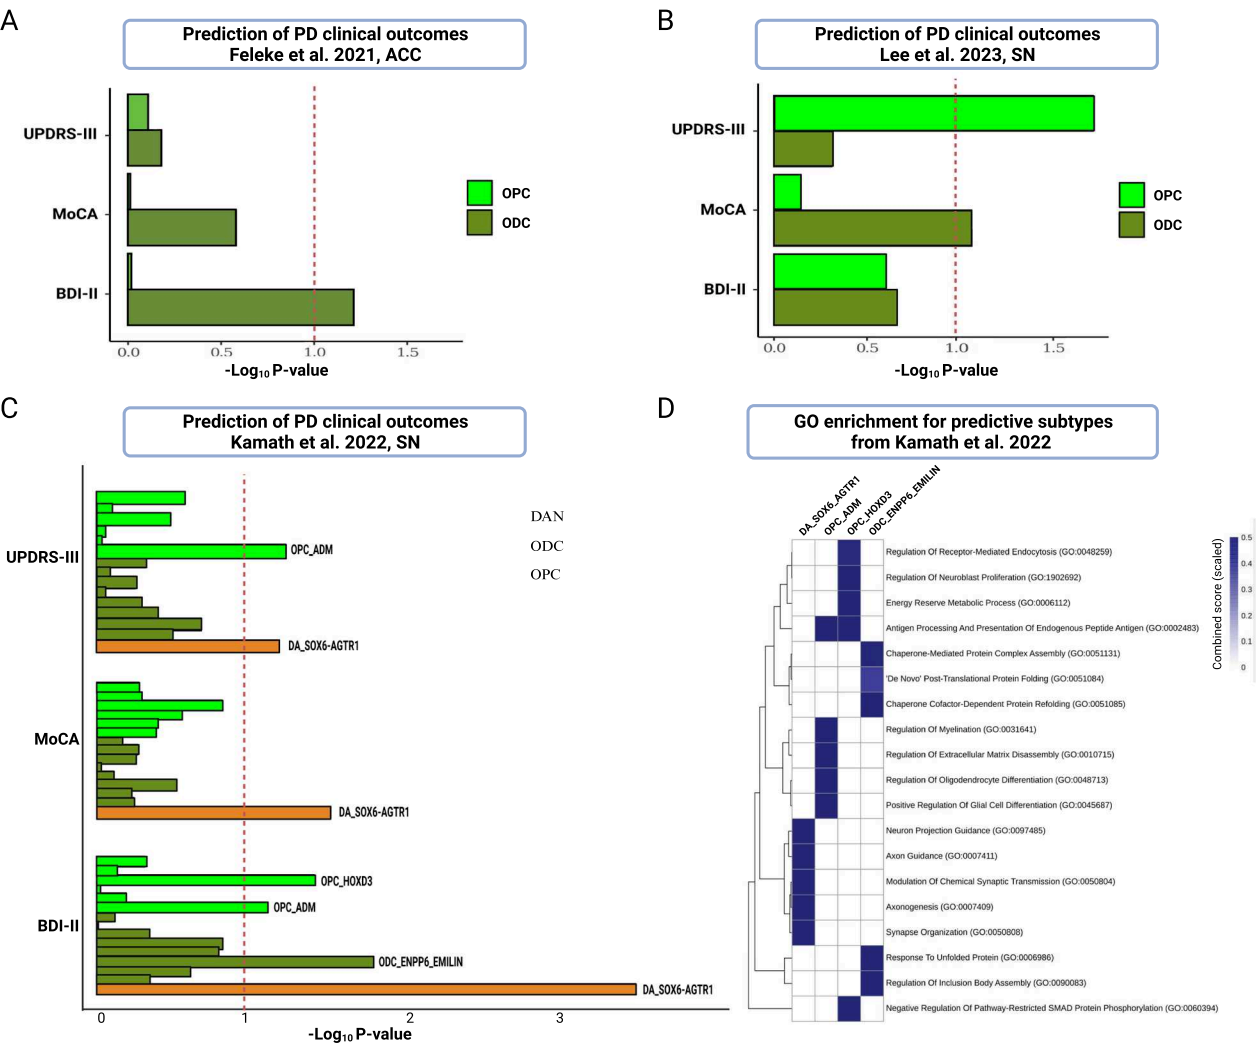 A
Prediction of PD clinical outcomes
Feleke et al. 2021, ACC
UPDRS-III
MoCA
BDI-II
OPC
ODC
0.0 0.5 1.0 1.5
-Log10 P-value
B
Prediction of PD clinical outcomes
Lee et al. 2023, SN
UPDRS-III
MoCA
BDI-II
OPC
ODC
0.0 0.5 1.0 1.5
-Log10 P-value
C
Prediction of PD clinical outcomes
Kamath et al. 2022, SN
DAN
ODC
OPC
UPDRS-III
OPC_ADM
DA_SOX6-AGTR1
MoCA
DA_SOX6-AGTR1
BDI-II
OPC_HOXD3
OPC_ADM
ODC_ENPP6_EMILIN
DA_SOX6-AGTR1
0 1 2 3
-Log10 P-value
D
GO enrichment for predictive subtypes
from Kamath et al. 2022
DA_SOX6_AGTR1
OPC_ADM
OPC_HOXD3
ODC_ENPP6_EMILIN
Regulation Of Receptor-Mediated Endocytosis (GO:0048259)
Regulation Of Neuroblast Proliferation (GO:1902692)
Energy Reserve Metabolic Process (GO:0006112)
Antigen Processing And Presentation Of Endogenous Peptide Antigen (GO:0002483)
Chaperone-Mediated Protein Complex Assembly (GO:0051131)
'De Novo' Post-Translational Protein Folding (GO:0051084)
Chaperone Cofactor-Dependent Protein Refolding (GO:0051085)
Regulation Of Myelination (GO:0031641)
Regulation Of Extracellular Matrix Disassembly (GO:0010715)
Regulation Of Oligodendrocyte Differentiation (GO:0048713)
Positive Regulation Of Glial Cell Differentiation (GO:0045687)
Neuron Projection Guidance (GO:0097485)
Axon Guidance (GO:0007411)
Modulation Of Chemical Synaptic Transmission (GO:0050804)
Axonogenesis (GO:0007409)
Synapse Organization (GO:0050808)
Response To Unfolded Protein (GO:0006986)
Regulation Of Inclusion Body Assembly (GO:0090083)
Negative Regulation Of Pathway-Restricted SMAD Protein Phosphorylation (GO:0060394)
Combined score (scaled)
0.5
0.4
0.3
0.2
0.1
0